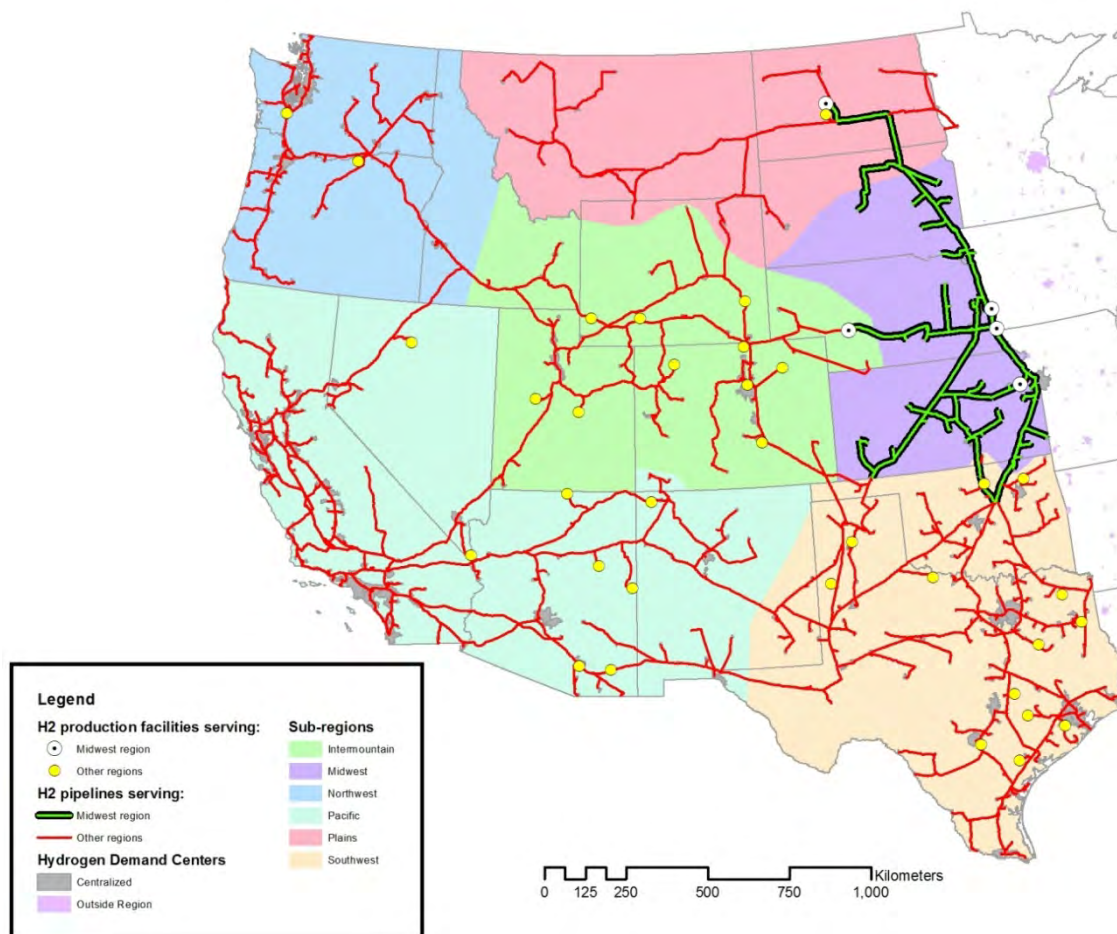 Legend
H2 production facilities serving:
Midwest region
Other regions
H2 pipelines serving:
Midwest region
Other regions
Hydrogen Demand Centers
Centralized
Outside Region
Sub-regions
Intermountain
Midwest
Northwest
Pacific
Plains
Southwest
Kilometers
0 125 250 500 750 1,000